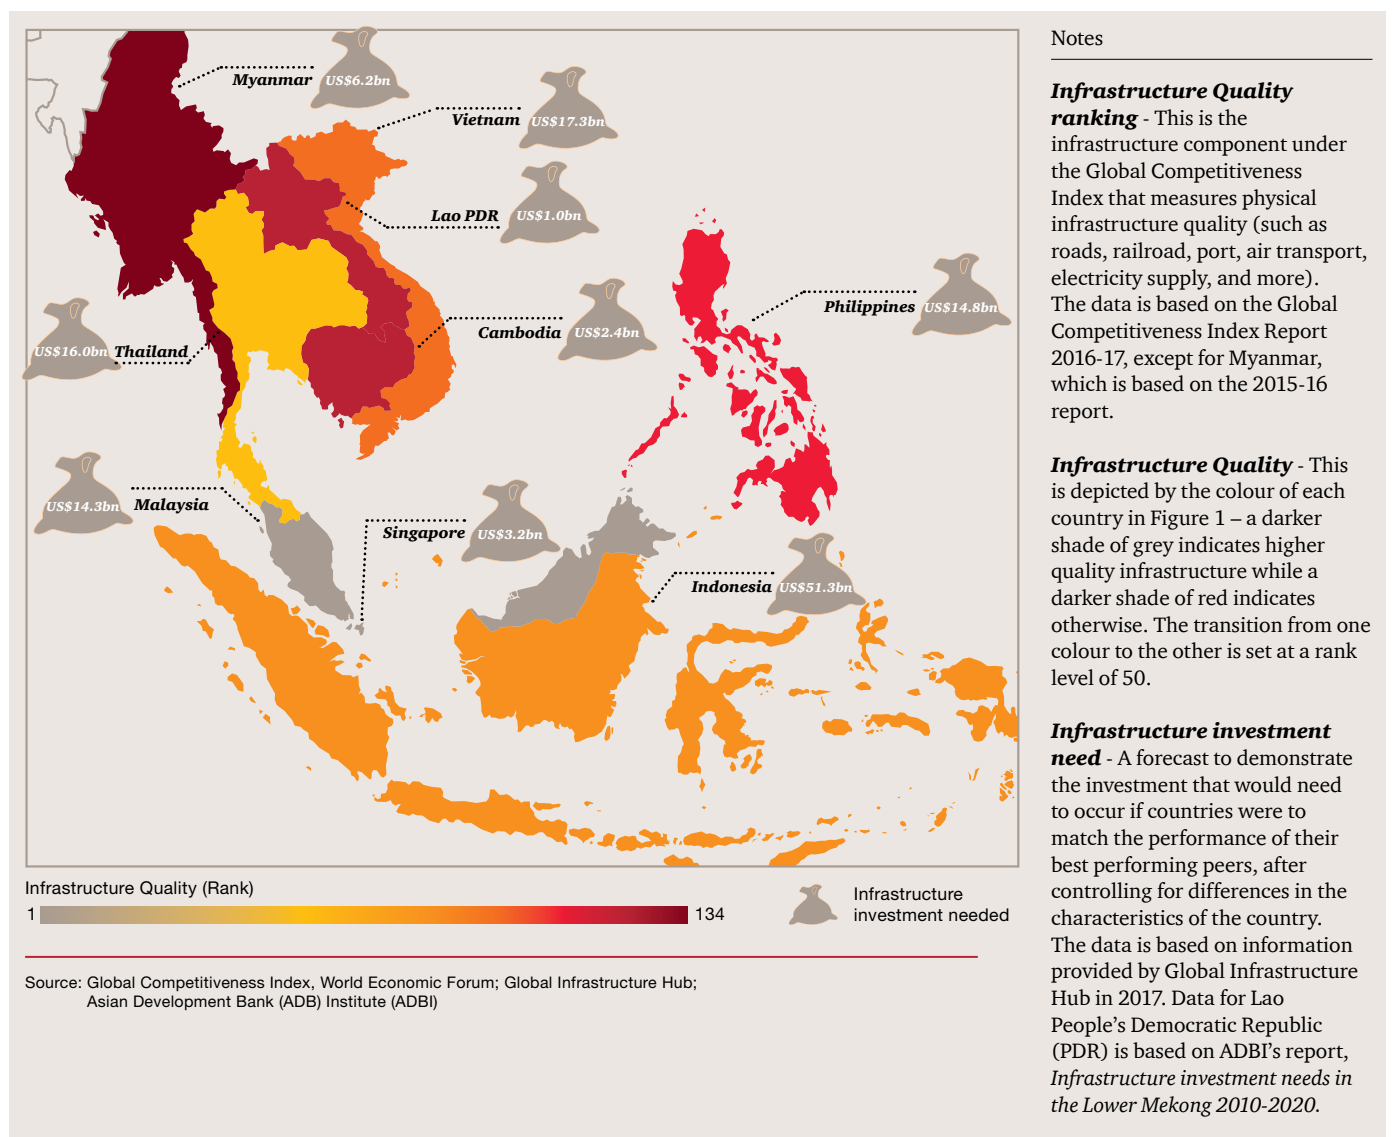 Myanmar
US$6.2bn
Vietnam
US$17.3bn
Lao PDR
US$1.0bn
Philippines
US$14.8bn
Cambodia
US$2.4bn
US$16.0bn
Thailand
US$14.3bn
Malaysia
Singapore
US$3.2bn
Indonesia
US$51.3bn
Infrastructure Quality (Rank)
1
134
Infrastructure
investment needed
Source: Global Competitiveness Index, World Economic Forum; Global Infrastructure Hub;
Asian Development Bank (ADB) Institute (ADBI)
Notes
Infrastructure Quality
ranking - This is the
infrastructure component under
the Global Competitiveness
Index that measures physical
infrastructure quality (such as
roads, railroad, port, air transport,
electricity supply, and more).
The data is based on the Global
Competitiveness Index Report
2016-17, except for Myanmar,
which is based on the 2015-16
report.
Infrastructure Quality - This
is depicted by the colour of each
country in Figure 1 – a darker
shade of grey indicates higher
quality infrastructure while a
darker shade of red indicates
otherwise. The transition from one
colour to the other is set at a rank
level of 50.
Infrastructure investment
need - A forecast to demonstrate
the investment that would need
to occur if countries were to
match the performance of their
best performing peers, after
controlling for differences in the
characteristics of the country.
The data is based on information
provided by Global Infrastructure
Hub in 2017. Data for Lao
People’s Democratic Republic
(PDR) is based on ADBI’s report,
Infrastructure investment needs in
the Lower Mekong 2010-2020.